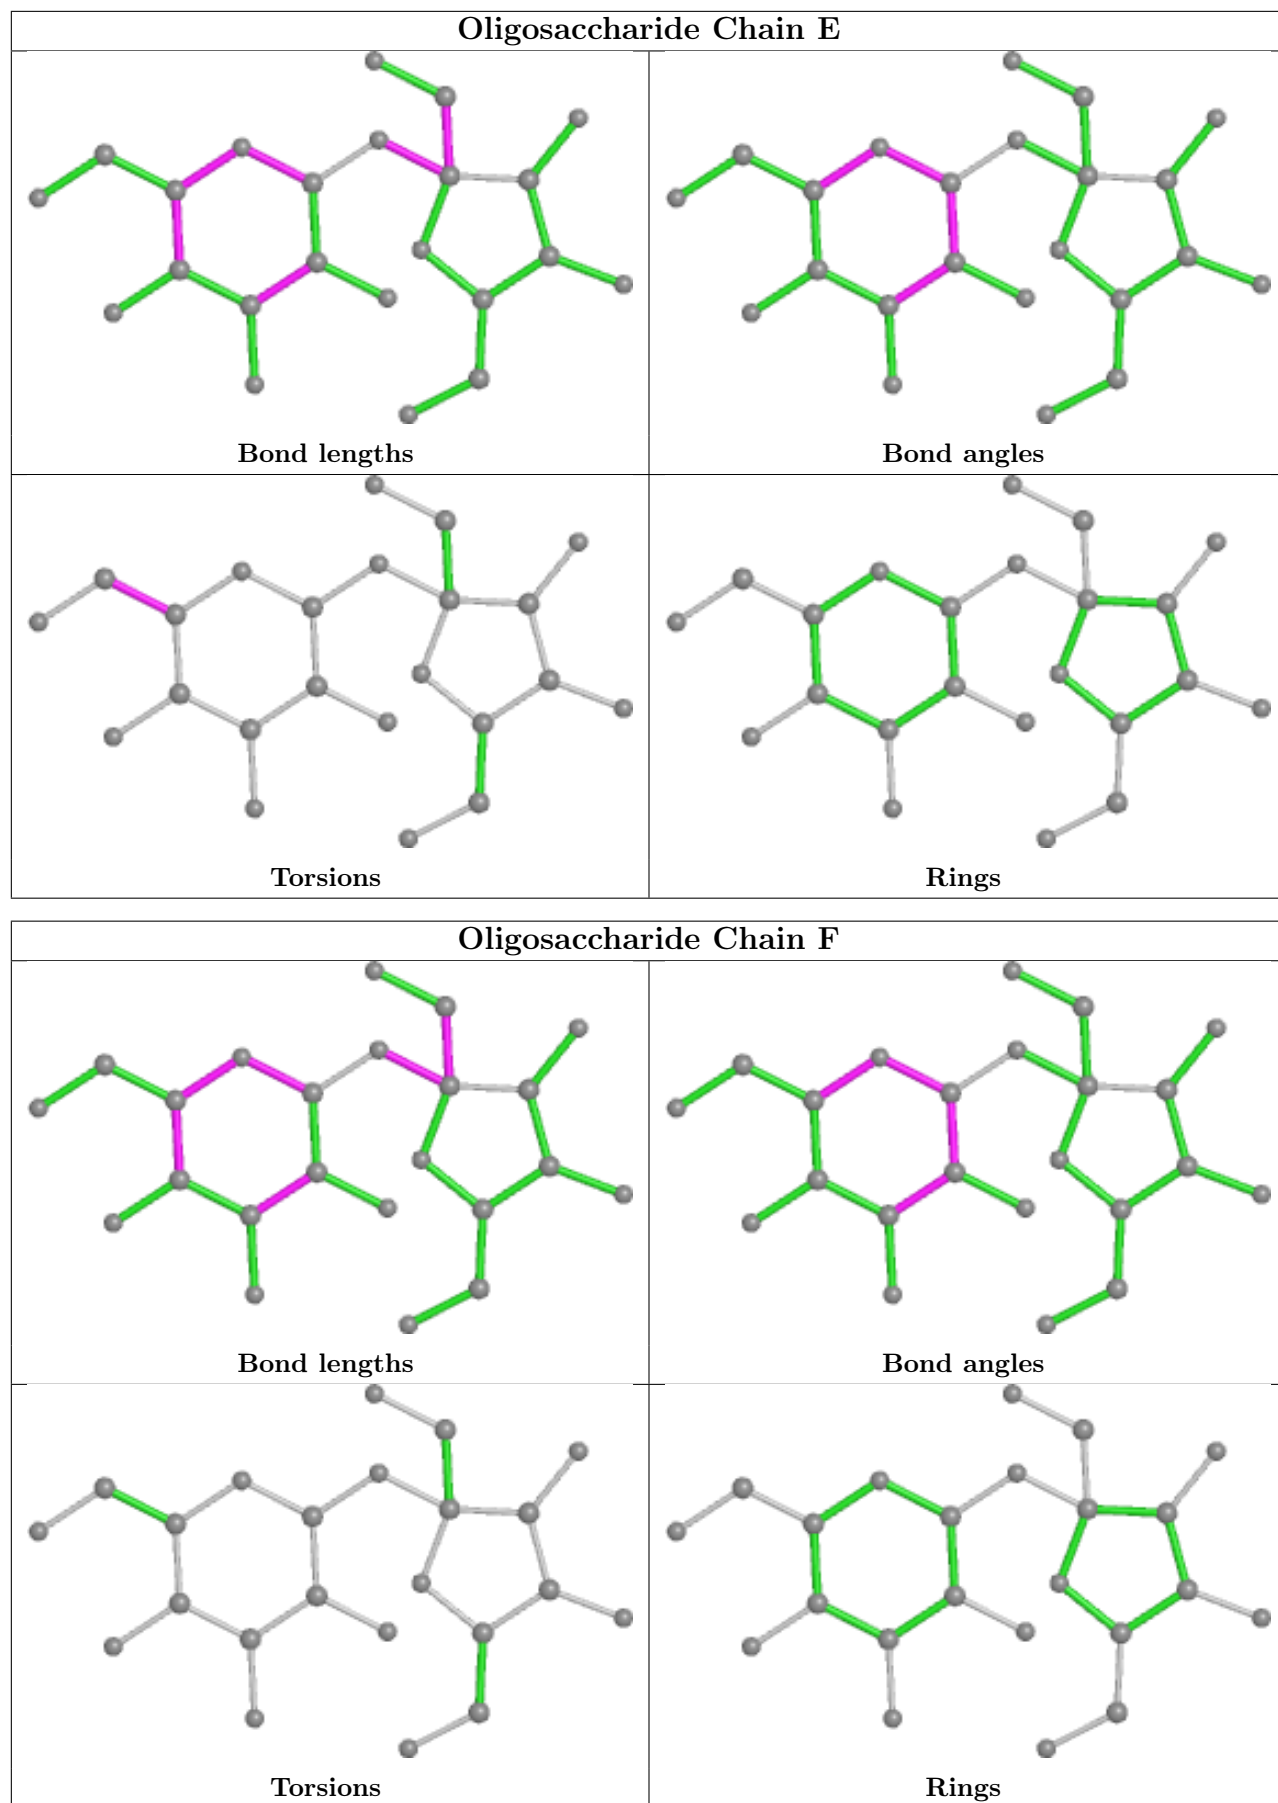 Oligosaccharide Chain E
Bond lengths
Bond angles
Torsions
Rings
Oligosaccharide Chain F
Bond lengths
Bond angles
Torsions
Rings